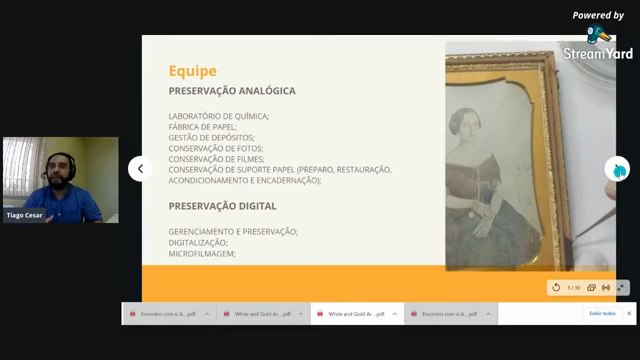 Powered by
StreamYard
Equipe
PRESERVAÇÃO ANALÓGICA
LABORATÓRIO DE QUÍMICA;
FÁBRICA DE PAPEL;
GESTÃO DE DEPÓSITOS;
CONSERVAÇÃO DE FOTOS;
CONSERVAÇÃO DE FILMES;
CONSERVAÇÃO DE SUPORTE PAPEL (PREPARO, RESTAURAÇÃO,
ACONDICIONAMENTO E ENCADERNAÇÃO);
PRESERVAÇÃO DIGITAL
GERENCIAMENTO E PRESERVAÇÃO;
DIGITALIZAÇÃO;
MICROFILMAGEM;
Tiago Cesar
5 / 30
Encontro com o A....pdf
White and Gold Ar....pdf
White and Gold Ar....pdf
Encontro com o A....pdf
Exibir todos